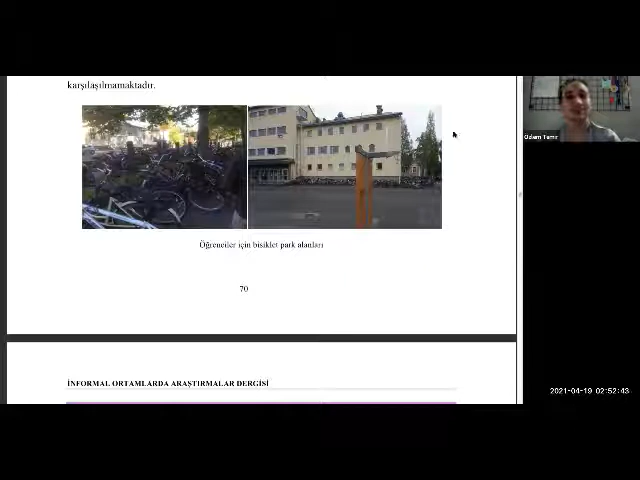 karşılaşılmamaktadır.
Öğrenciler için bisiklet park alanları
70
İNFORMAL ORTAMLARDA ARAŞTIRMALAR DERGİSİ
Ozlem Temir
2021-04-19 02:52:43